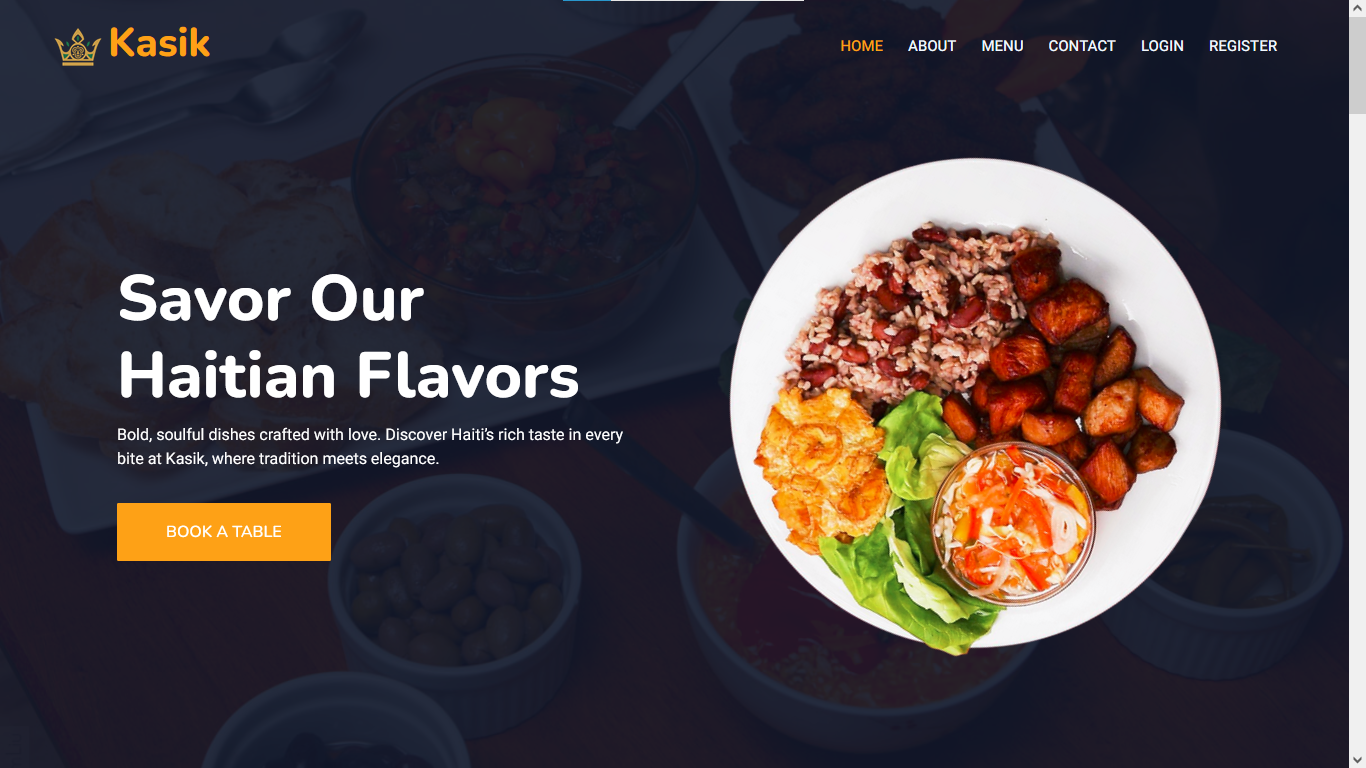 Kasik
HOME ABOUT MENU CONTACT LOGIN REGISTER
Savor Our
Haitian Flavors
Bold, soulful dishes crafted with love. Discover Haiti’s rich taste in every
bite at Kasik, where tradition meets elegance.
BOOK A TABLE